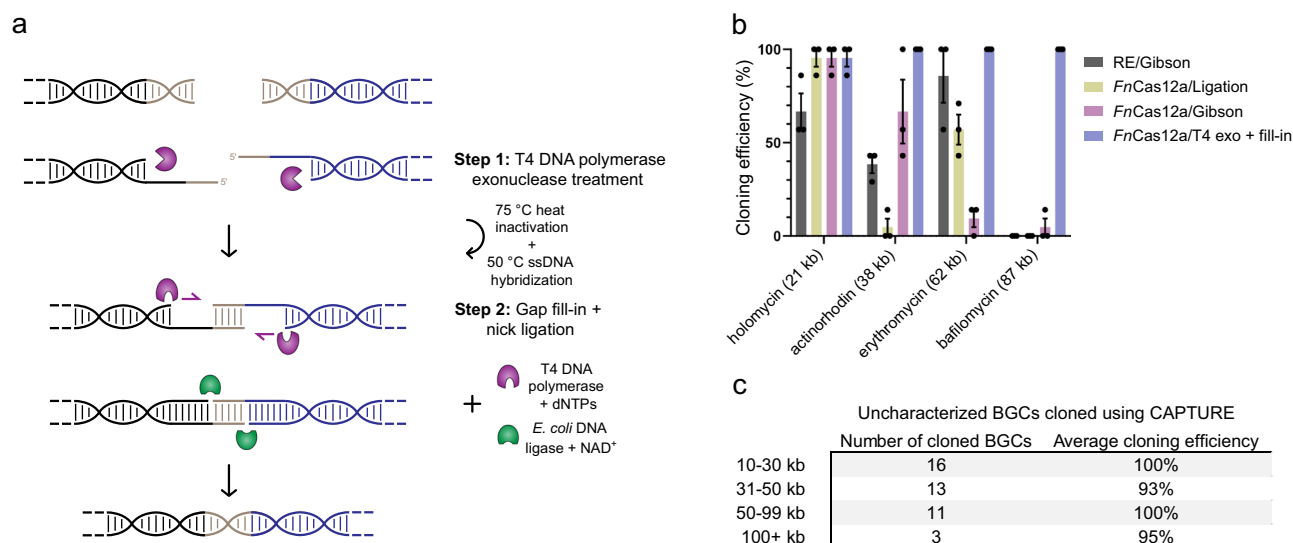 a
5'
5'
Step 1: T4 DNA polymerase
exonuclease treatment
75 °C heat
inactivation
+
50 °C ssDNA
hybridization
Step 2: Gap fill-in +
nick ligation
+
T4 DNA
polymerase
+ dNTPs
E. coli DNA
ligase + NAD+
b
Cloning efficiency (%)
100
50
0
holomycin (21 kb)
actinorhodin (38 kb)
erythromycin (62 kb)
bafilomycin (87 kb)
RE/Gibson
FnCas12a/Ligation
FnCas12a/Gibson
FnCas12a/T4 exo + fill-in
c
Uncharacterized BGCs cloned using CAPTURE
Number of cloned BGCs Average cloning efficiency
10-30 kb 16 100%
31-50 kb 13 93%
50-99 kb 11 100%
100+ kb 3 95%